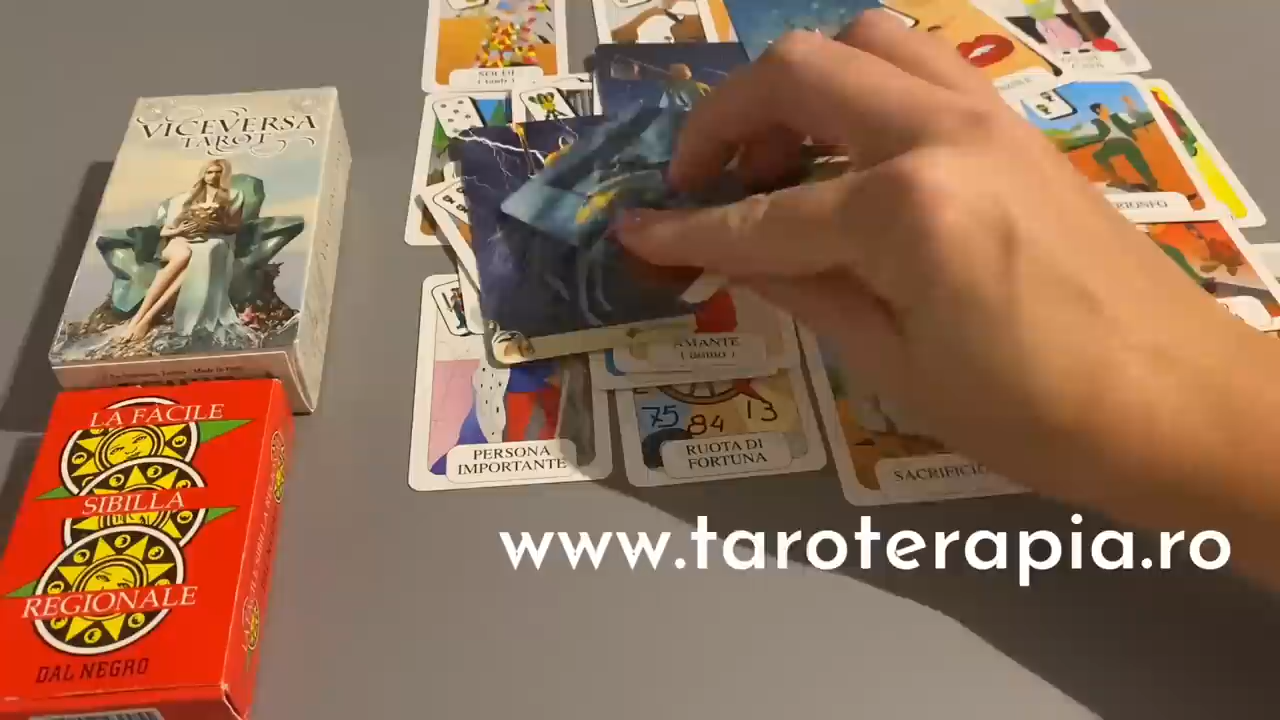 VICEVERSA
TAROT
LA FACILE
SIBILLA
REGIONALE
DAL NEGRO
AMANTE
( uomo )
PERSONA
IMPORTANTE
75 84 13
RUOTA DI
FORTUNA
SACRIFICIO
www.taroterapia.ro